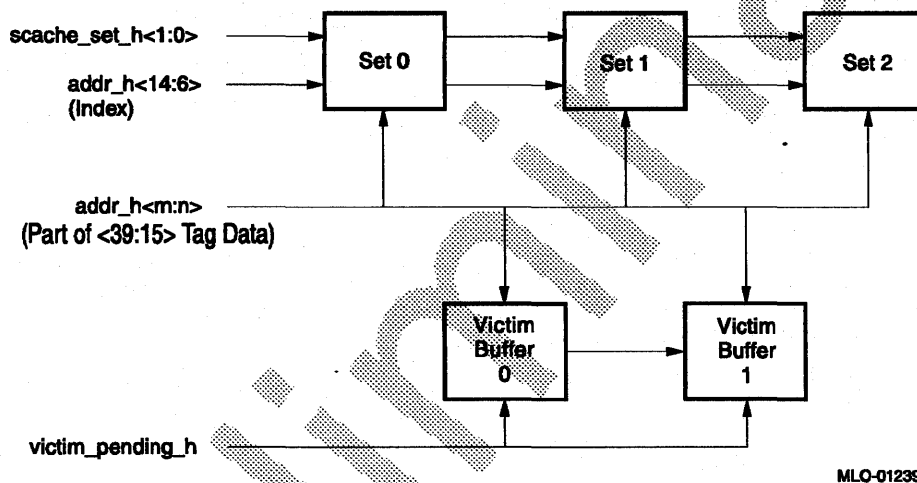 scache_set_h<1:0>
Set 0
Set 1
Set 2
addr_h<14:6>
(Index)
addr_h<m:n>
(Part of <39:15> Tag Data)
Victim
Buffer
0
Victim
Buffer
1
victim_pending_h
MLO-01239